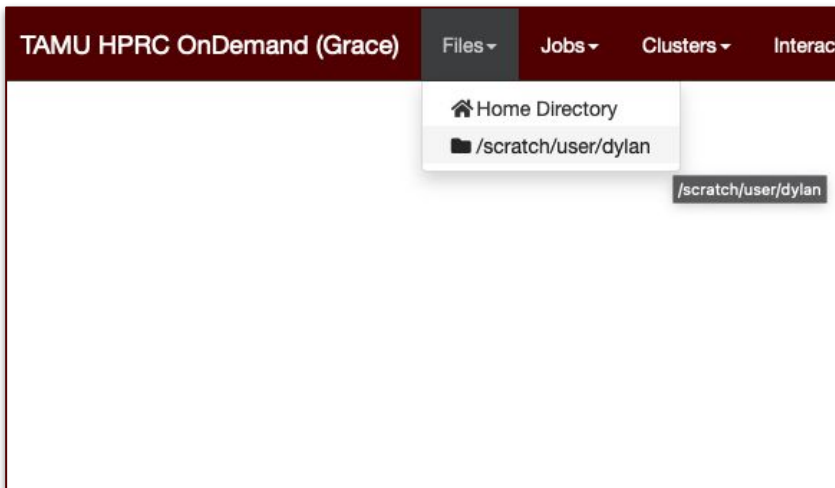 TAMU HPRC OnDemand (Grace) Files Jobs Clusters Interac
Home Directory
/scratch/user/dylan
/scratch/user/dylan